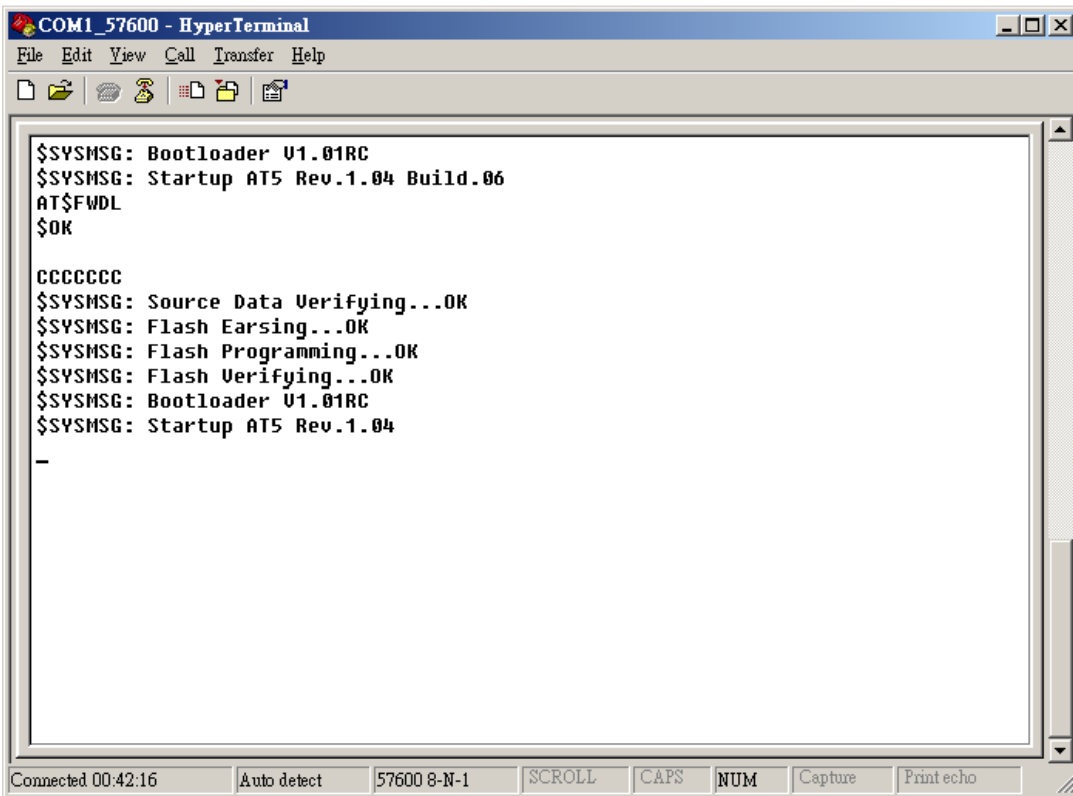 COM1_57600 - HyperTerminal
File Edit View Call Transfer Help
$SYSMSG: Bootloader V1.01RC
$SYSMSG: Startup AT5 Rev.1.04 Build.06
AT$FWDL
$OK
CCCCCCC
$SYSMSG: Source Data Verifying...OK
$SYSMSG: Flash Earsing...OK
$SYSMSG: Flash Programming...OK
$SYSMSG: Flash Verifying...OK
$SYSMSG: Bootloader V1.01RC
$SYSMSG: Startup AT5 Rev.1.04
_
Connected 00:42:16 Auto detect 57600 8-N-1 SCROLL CAPS NUM Capture Print echo